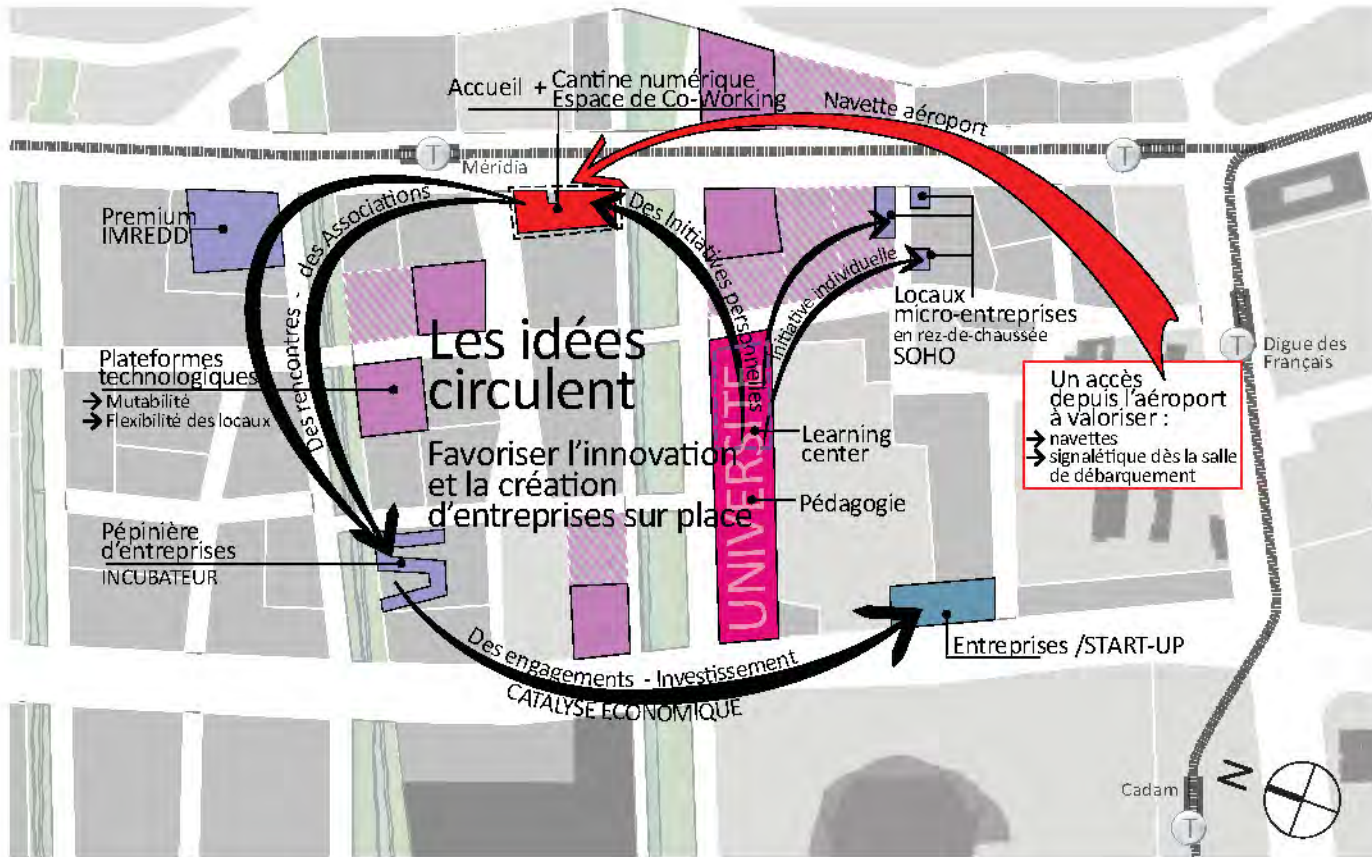 Accueil + Cantine numérique
Espace de Co-Working
Navette aéroport
T
Méridia
T
Premium
IMREDD
Des rencontres - des Associations
Des Initiatives personnelles
Initiative individuelle
Locaux
micro-entreprises
en rez-de-chaussée
SOHO
T
Digue des
Français
Les idées
circulent
Favoriser l'innovation
et la création
d'entreprises sur place
Plateformes
technologiques
→ Mutabilité
→ Flexibilité des locaux
UNIVERSITE
Learning
center
Pédagogie
Un accès
depuis l'aéroport
à valoriser :
→ navettes
→ signalétique dès la salle
de débarquement
Pépinière
d'entreprises
INCUBATEUR
Des engagements - Investissement
CATALYSE ECONOMIQUE
Entreprises /START-UP
Cadam
T
N